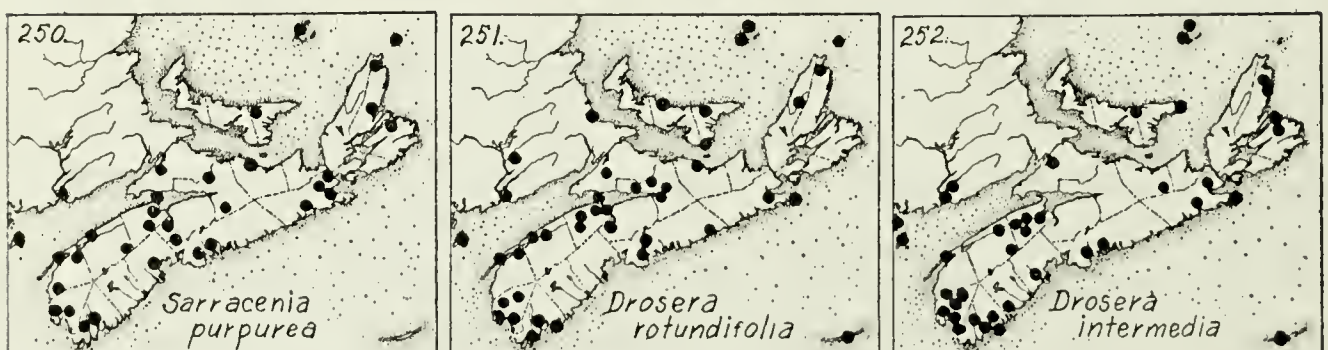 250.
Sarracenia
purpurea
251.
Drosera
rotundifolia
252.
Drosera
intermedia